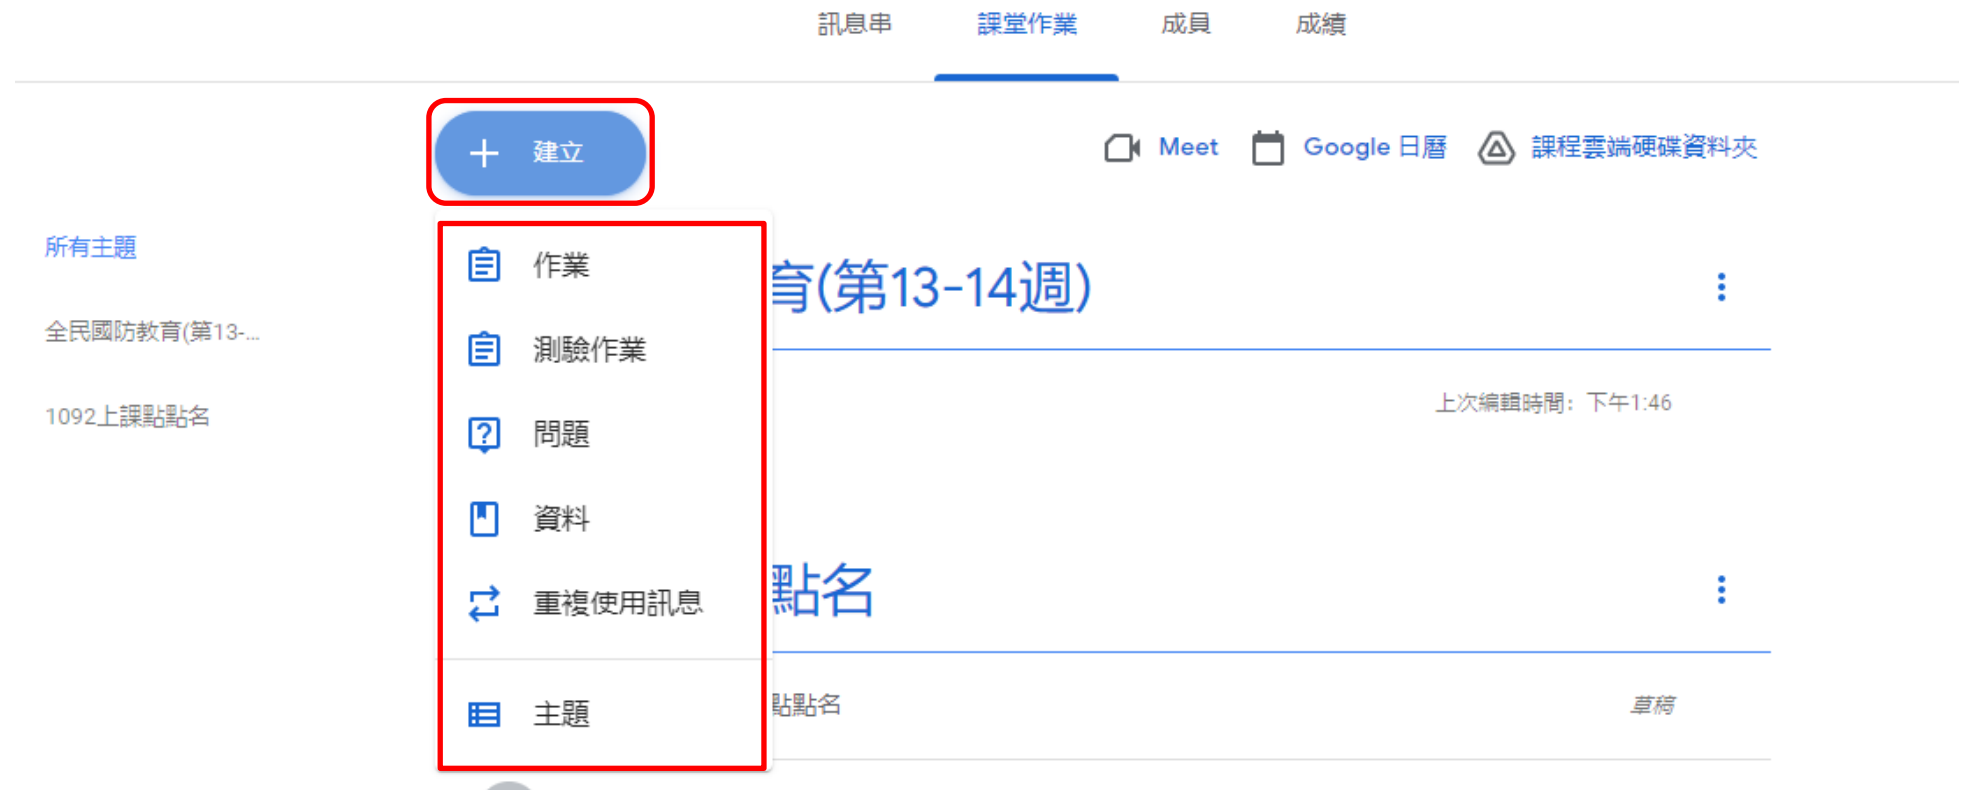 訊息串 課堂作業 成員 成績
建立
Meet Google 日曆 課程雲端硬碟資料夾
所有主題
全民國防教育(第13-...
1092上課點點名
作業
測驗作業
問題
資料
重複使用訊息
主題
育(第13-14週)
上次編輯時間：下午1:46
點名
點點名
草稿